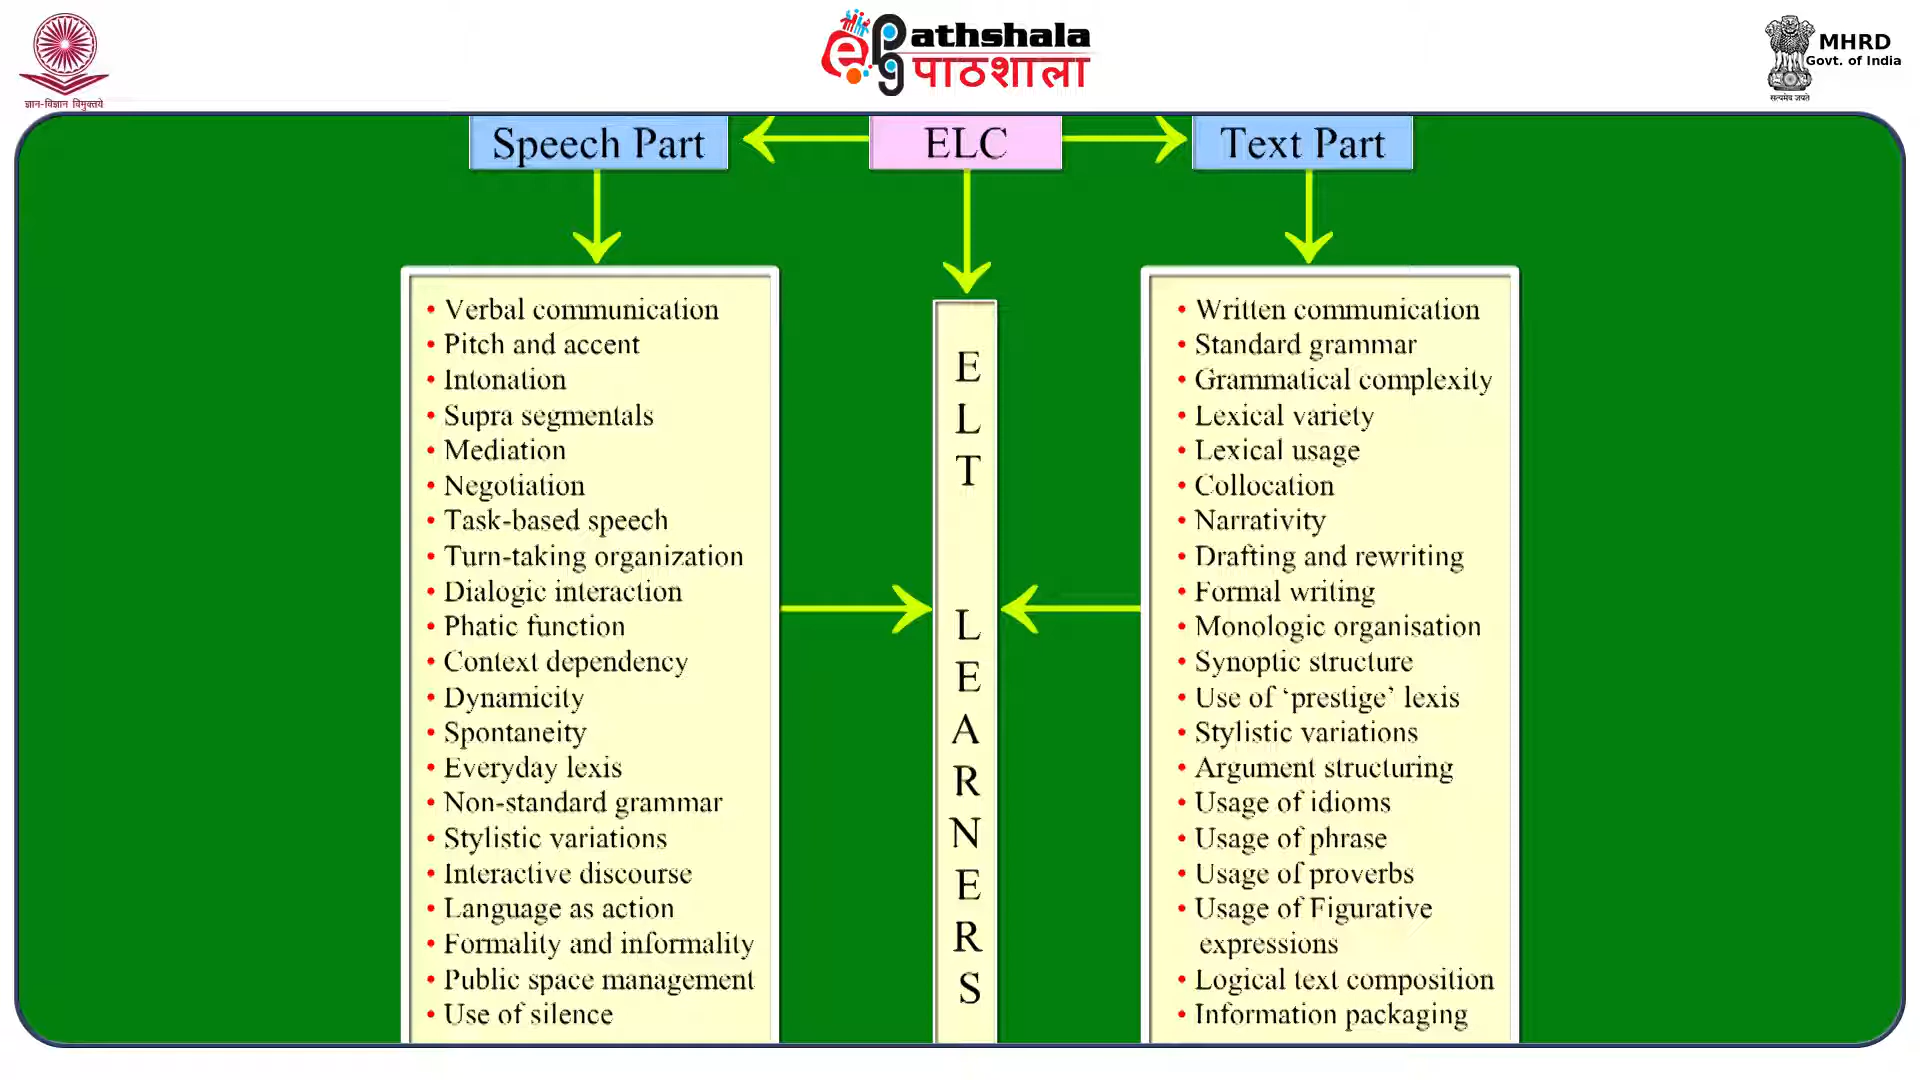 ज्ञान-विज्ञान विमुक्तये
ePathshala
पाठशाला
MHRD
Govt. of India
सत्यमेव जयते
Speech Part
ELC
Text Part
• Verbal communication
• Pitch and accent
• Intonation
• Supra segmentals
• Mediation
• Negotiation
• Task-based speech
• Turn-taking organization
• Dialogic interaction
• Phatic function
• Context dependency
• Dynamicity
• Spontaneity
• Everyday lexis
• Non-standard grammar
• Stylistic variations
• Interactive discourse
• Language as action
• Formality and informality
• Public space management
• Use of silence
ELT LEARNERS
• Written communication
• Standard grammar
• Grammatical complexity
• Lexical variety
• Lexical usage
• Collocation
• Narrativity
• Drafting and rewriting
• Formal writing
• Monologic organisation
• Synoptic structure
• Use of ‘prestige’ lexis
• Stylistic variations
• Argument structuring
• Usage of idioms
• Usage of phrase
• Usage of proverbs
• Usage of Figurative
expressions
• Logical text composition
• Information packaging